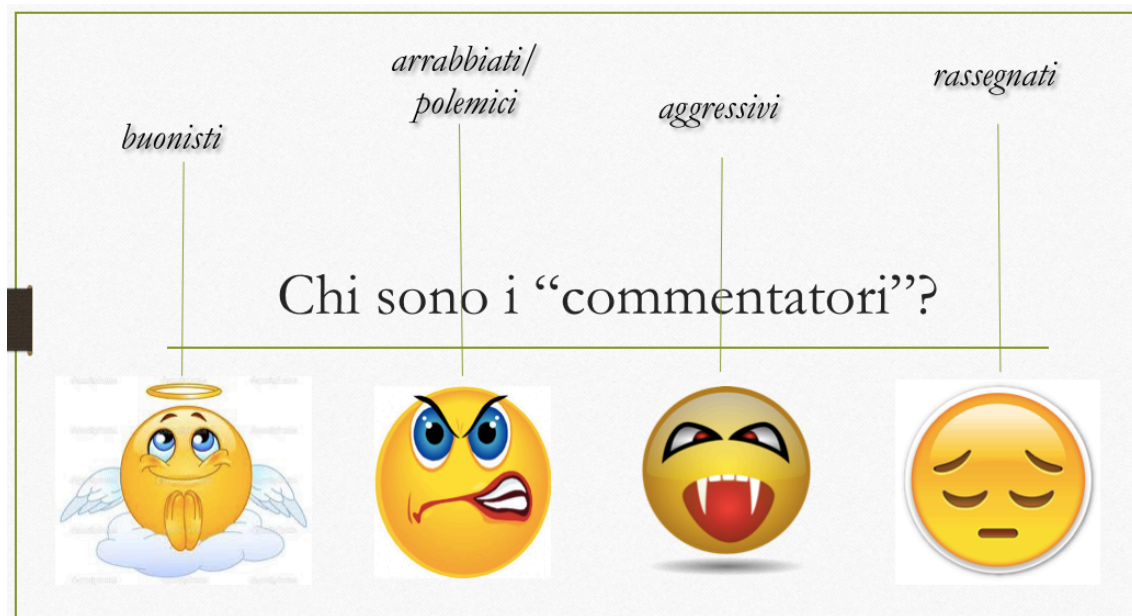 buonisti
arrabbiati/
polemici
aggressivi
rassegnati
Chi sono i “commentatori”?